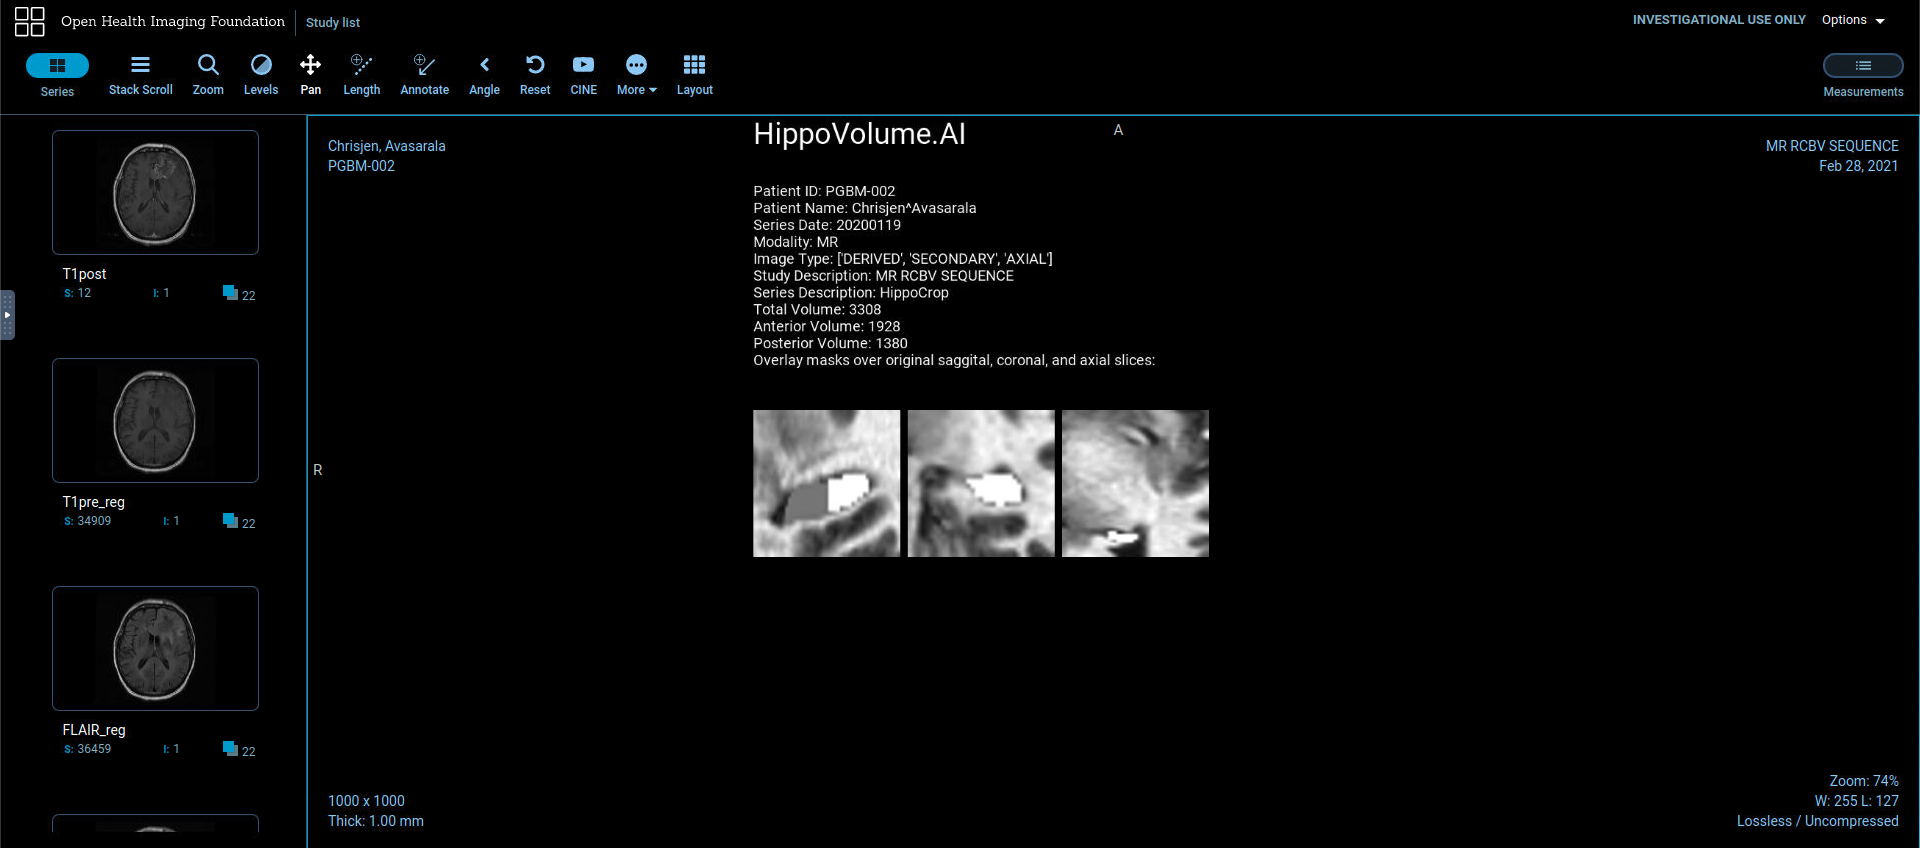 Open Health Imaging Foundation
Study list
INVESTIGATIONAL USE ONLY
Options
Series
Stack Scroll
Zoom
Levels
Pan
Length
Annotate
Angle
Reset
CINE
More
Layout
Measurements
T1post
S: 12 I: 1 22
T1pre_reg
S: 34909 I: 1 22
FLAIR_reg
S: 36459 I: 1 22
Chrisjen, Avasarala
PGBM-002
HippoVolume.AI
A
MR RCBV SEQUENCE
Feb 28, 2021
Patient ID: PGBM-002
Patient Name: Chrisjen^Avasarala
Series Date: 20200119
Modality: MR
Image Type: ['DERIVED', 'SECONDARY', 'AXIAL']
Study Description: MR RCBV SEQUENCE
Series Description: HippoCrop
Total Volume: 3308
Anterior Volume: 1928
Posterior Volume: 1380
Overlay masks over original saggital, coronal, and axial slices:
R
1000 x 1000
Thick: 1.00 mm
Zoom: 74%
W: 255 L: 127
Lossless / Uncompressed